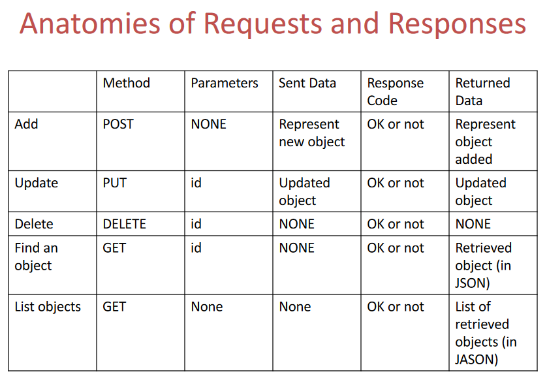 Anatomies of Requests and Responses
Method Parameters Sent Data Response Code Returned Data
Add POST NONE Represent new object OK or not Represent object added
Update PUT id Updated object OK or not Updated object
Delete DELETE id NONE OK or not NONE
Find an object GET id NONE OK or not Retrieved object (in JSON)
List objects GET None None OK or not List of retrieved objects (in JASON)